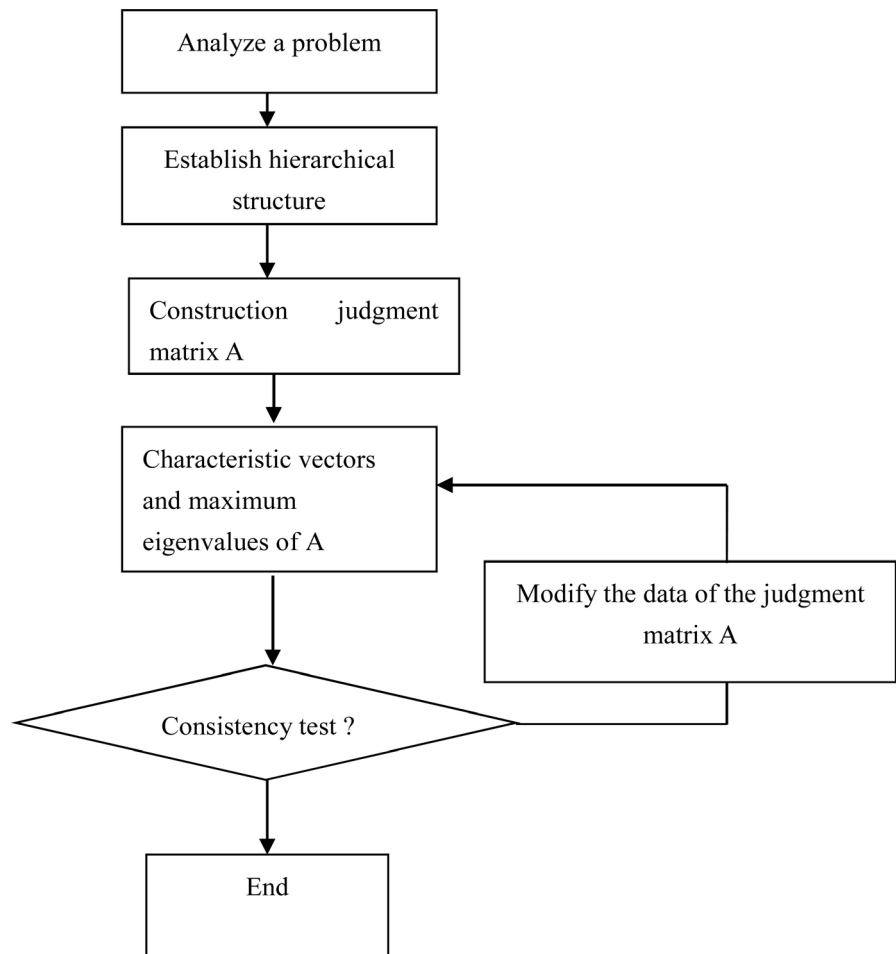 Analyze a problem
Establish hierarchical
structure
Construction judgment
matrix A
Characteristic vectors
and maximum
eigenvalues of A
Modify the data of the judgment
matrix A
Consistency test ?
End